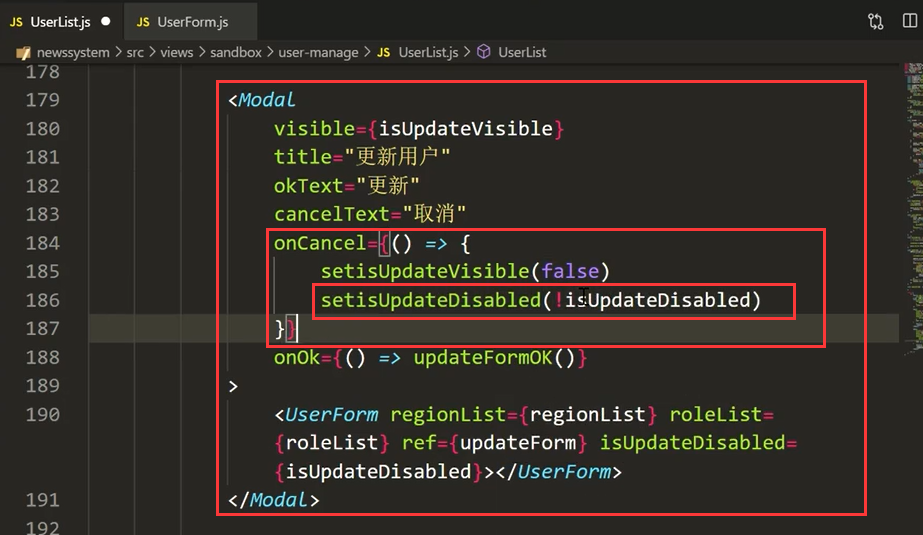 JS UserList.js
JS UserForm.js
newssystem > src > views > sandbox > user-manage > JS UserList.js > UserList
178
179 <Modal
180 visible={isUpdateVisible}
181 title="更新用户"
182 okText="更新"
183 cancelText="取消"
184 onCancel={() => {
185 setisUpdateVisible(false)
186 setisUpdateDisabled(!isUpdateDisabled)
187 }}
188 onOk={() => updateFormOK()}
189 >
190 <UserForm regionList={regionList} roleList=
{roleList} ref={updateForm} isUpdateDisabled=
{isUpdateDisabled}></UserForm>
191 </Modal>
192